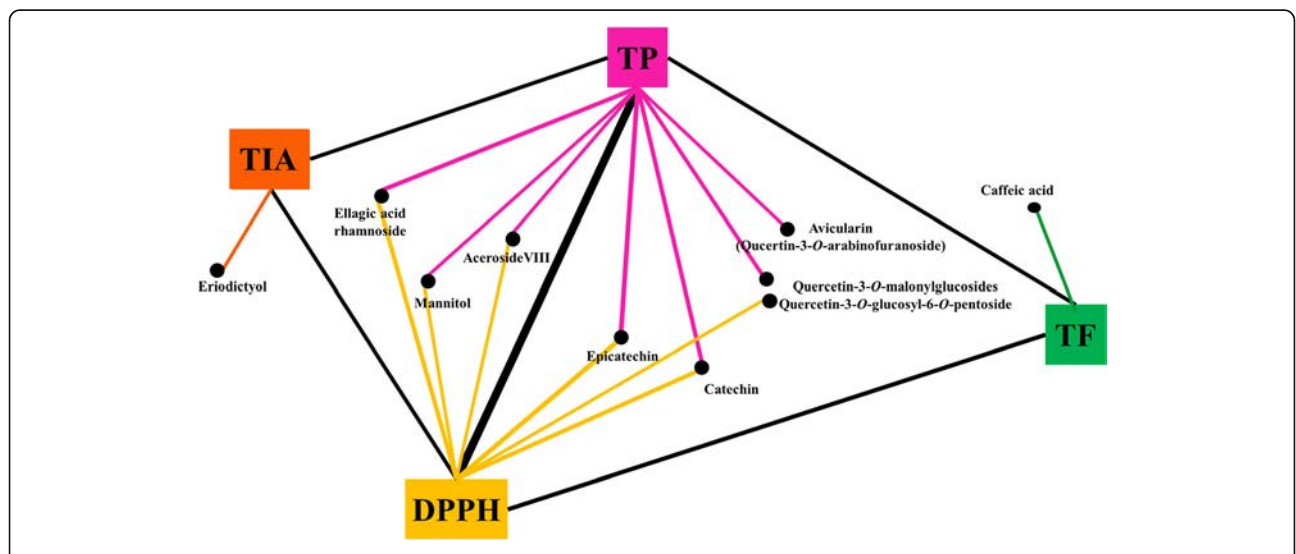 TP
TIA
Caffeic acid
Ellagic acid
rhamnoside
Avicularin
(Qucertin-3-O-arabinofuranoside)
AcerosideVIII
Eriodictyol
Mannitol
Quercetin-3-O-malonylglucosides
Quercetin-3-O-glucosyl-6-O-pentoside
TF
Epicatechin
Catechin
DPPH